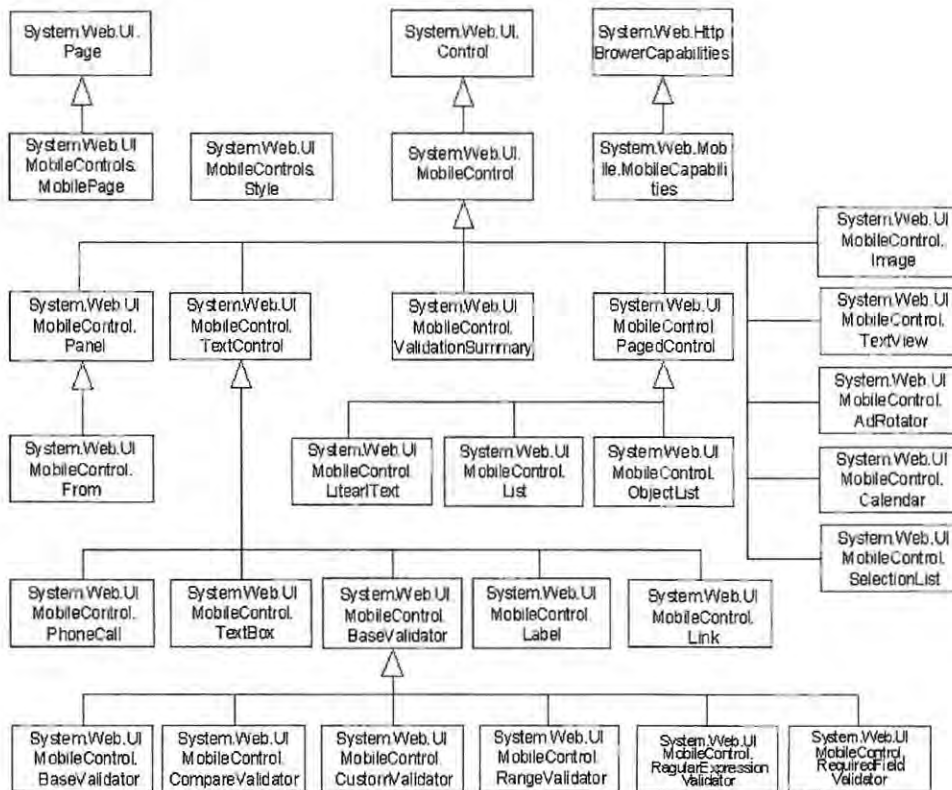 System.Web.UI.
Page
System.Web.UI.
Control
System.Web.Http
BrowerCapabilities
System.Web.UI
MobileControls.
MobilePage
System.Web.UI
MobileControls.
Style
System.Web.UI.
MobileControl
System.Web.Mo
bile.MobileCapabili
ties
System.Web.UI
MobileControl.
Image
System.Web.UI
MobileControl.
Panel
System.Web.UI
MobileControl.
TextControl
System.Web.UI
MobileControl.
ValidationSummary
System.Web.UI
MobileControl.
PagedControl
System.Web.UI
MobileControl.
TextView
System.Web.UI
MobileControl.
AdRotator
System.Web.UI
MobileControl.
From
System.Web.UI
MobileControl.
LitearlText
System.Web.UI
MobileControl.
List
System.Web.UI
MobileControl.
ObjectList
System.Web.UI
MobileControl.
Calendar
System.Web.UI
MobileControl.
SelectionList
System.Web.UI
MobileControl.
PhoneCall
System.Web.UI
MobileControl.
TextBox
System.Web.UI
MobileControl.
BaseValidator
System.Web.UI
MobileControl.
Label
System.Web.UI
MobileControl.
Link
System.Web.UI
MobileControl.
BaseValidator
System.Web.UI
MobileControl.
CompareValidator
System.Web.UI
MobileControl.
CustomValidator
System.Web.UI
MobileControl.
RangeValidator
System.Web.UI
MobileControl.
RagularExpression
Validator
System.Web.UI
MobileControl.
RequiredField
Validator